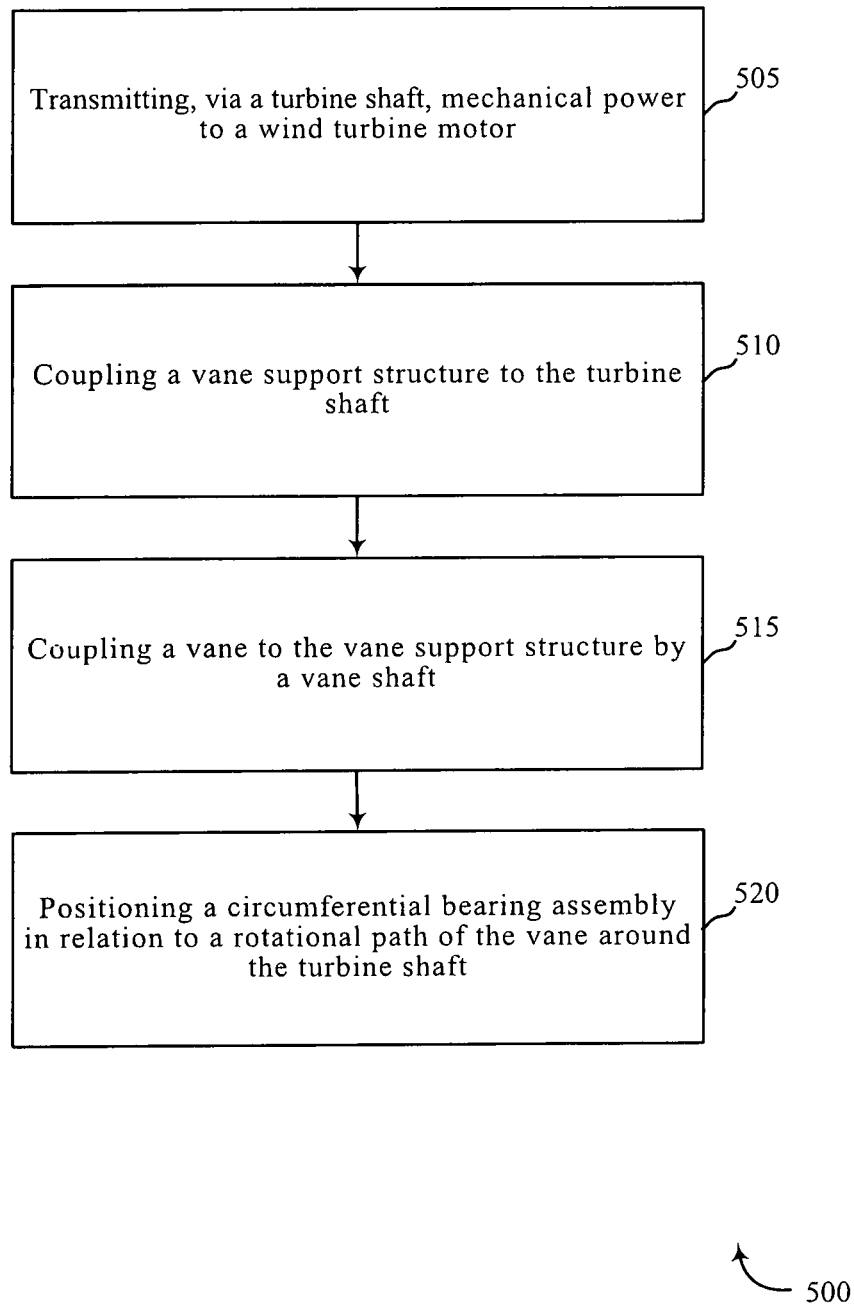 Transmitting, via a turbine shaft, mechanical power
to a wind turbine motor
505
Coupling a vane support structure to the turbine
shaft
510
Coupling a vane to the vane support structure by
a vane shaft
515
Positioning a circumferential bearing assembly
in relation to a rotational path of the vane around
the turbine shaft
520
500